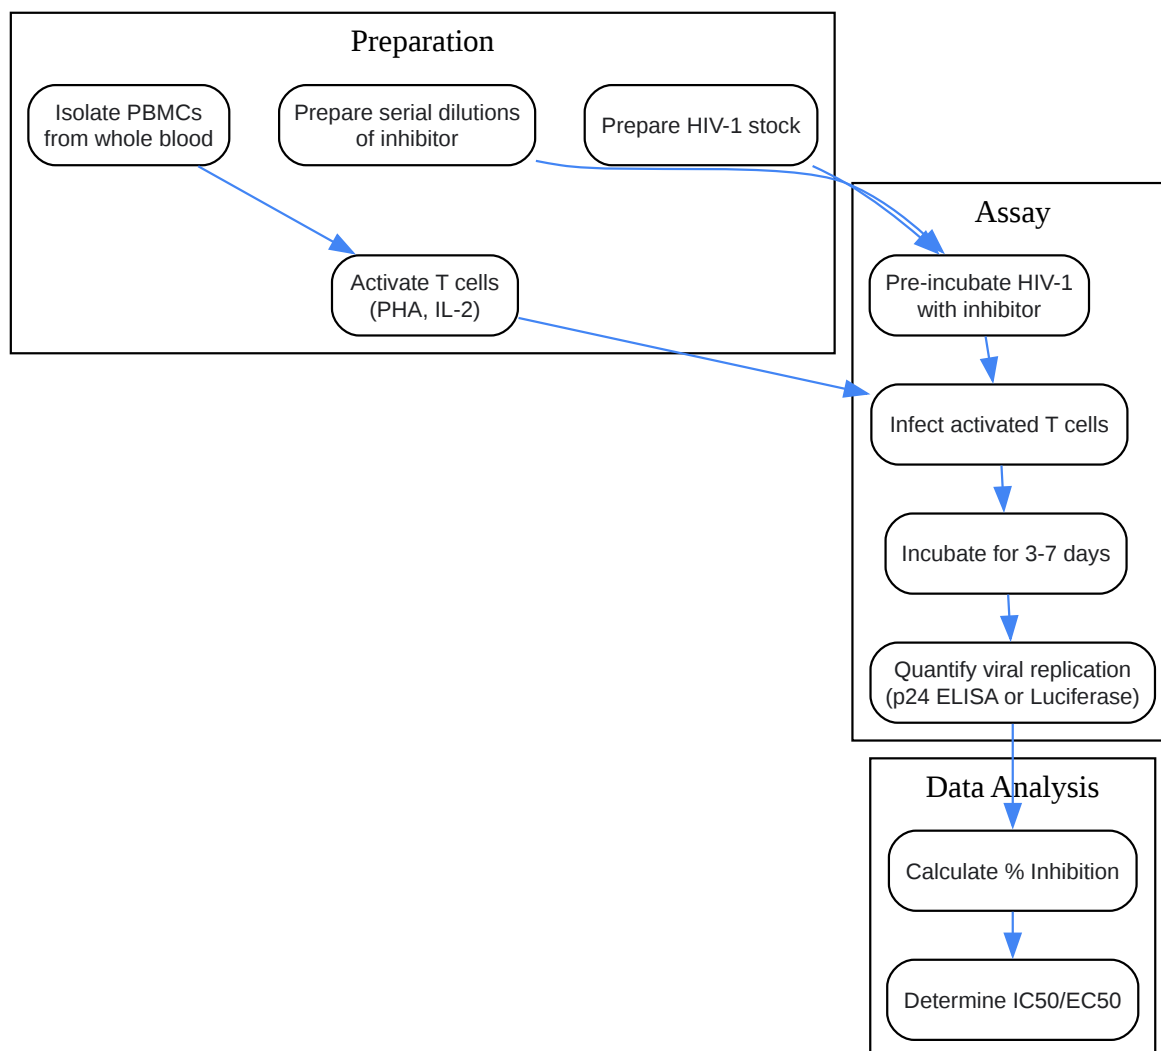 Preparation
Isolate PBMCs
from whole blood
Prepare serial dilutions
of inhibitor
Prepare HIV-1 stock
Activate T cells
(PHA, IL-2)
Assay
Pre-incubate HIV-1
with inhibitor
Infect activated T cells
Incubate for 3-7 days
Quantify viral replication
(p24 ELISA or Luciferase)
Data Analysis
Calculate % Inhibition
Determine IC50/EC50